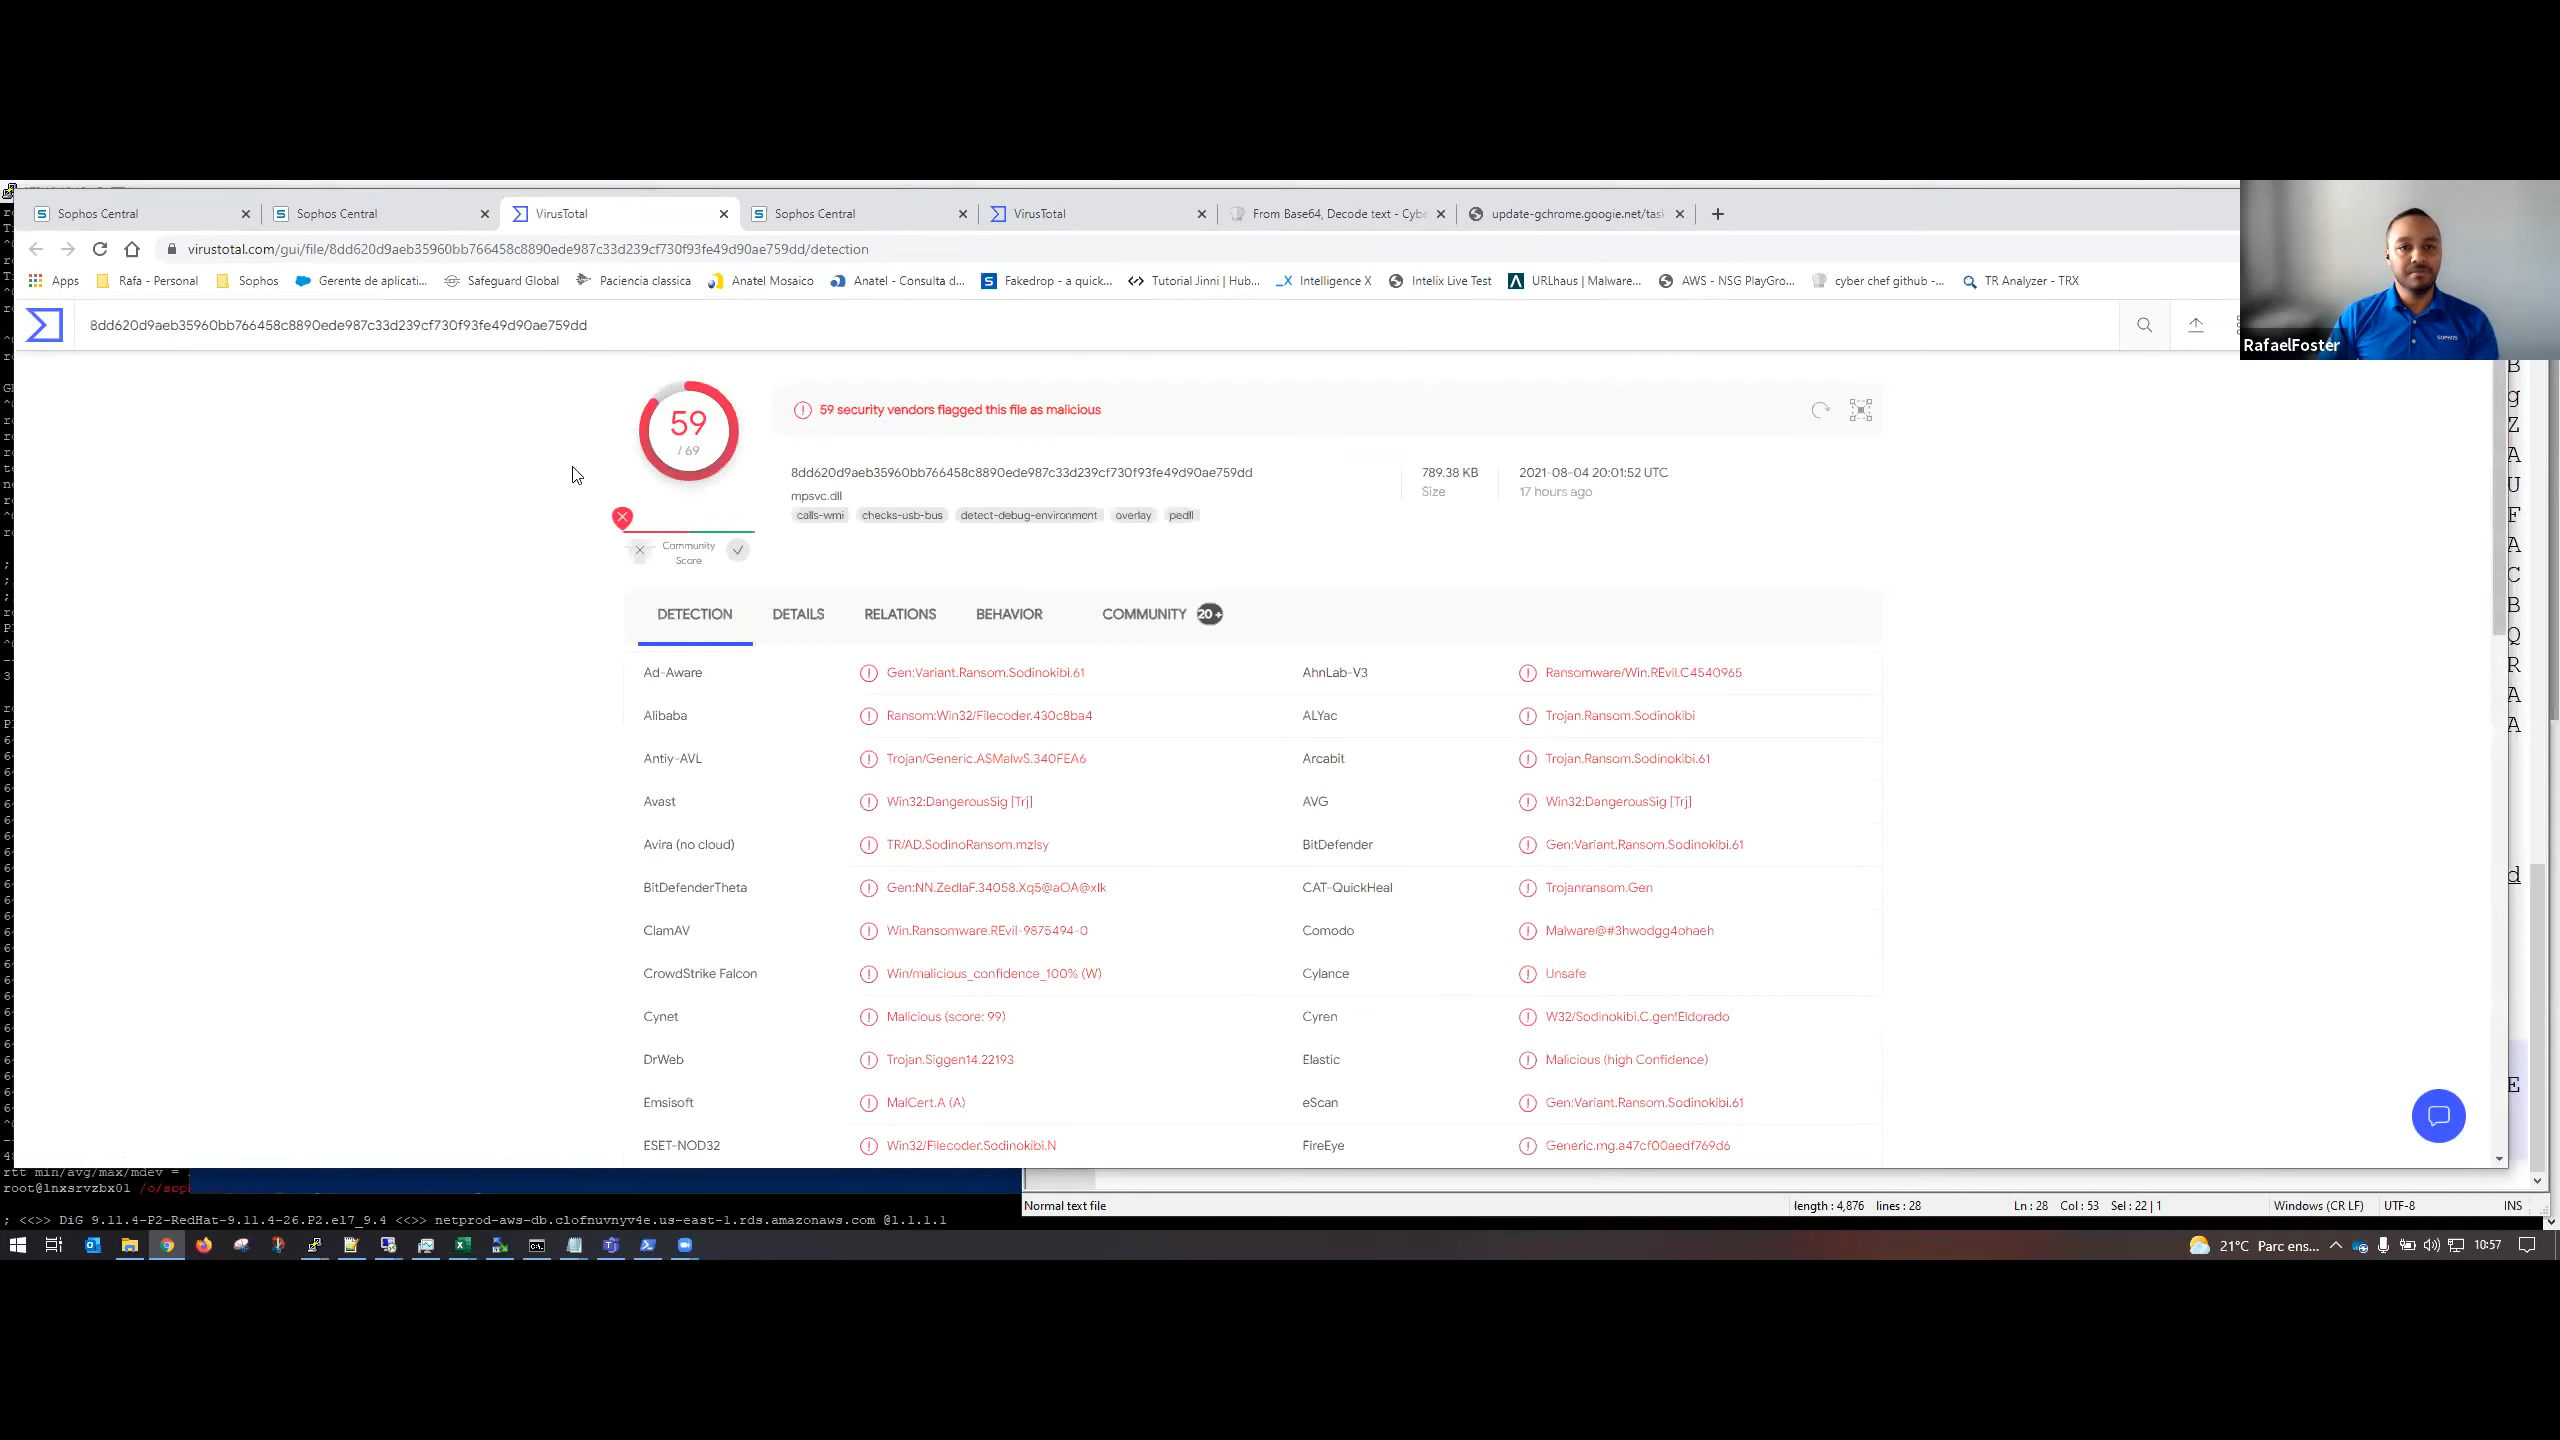 Sophos Central
Sophos Central
VirusTotal
Sophos Central
VirusTotal
From Base64, Decode text - Cybe
update-gchrome.googie.net/task
virustotal.com/gui/file/8dd620d9aeb35960bb766458c8890ede987c33d239cf730f93fe49d90ae759dd/detection
Apps
Rafa - Personal
Sophos
Gerente de aplicati...
Safeguard Global
Paciencia classica
Anatel Mosaico
Anatel - Consulta d...
Fakedrop - a quick...
Tutorial Jinni | Hub...
Intelligence X
Intelix Live Test
URLhaus | Malware...
AWS - NSG PlayGro...
cyber chef github -...
TR Analyzer - TRX
8dd620d9aeb35960bb766458c8890ede987c33d239cf730f93fe49d90ae759dd
SOPHOS
RafaelFoster
59
/ 69
59 security vendors flagged this file as malicious
8dd620d9aeb35960bb766458c8890ede987c33d239cf730f93fe49d90ae759dd
mpsvc.dll
calls-wmi checks-usb-bus detect-debug-environment overlay pedll
789.38 KB
Size
2021-08-04 20:01:52 UTC
17 hours ago
Community
Score
DETECTION DETAILS RELATIONS BEHAVIOR COMMUNITY 20+
Ad-Aware Gen:Variant.Ransom.Sodinokibi.61 AhnLab-V3 Ransomware/Win.REvil.C4540965
Alibaba Ransom:Win32/Filecoder.430c8ba4 ALYac Trojan.Ransom.Sodinokibi
Antiy-AVL Trojan/Generic.ASMalwS.340FEA6 Arcabit Trojan.Ransom.Sodinokibi.61
Avast Win32:DangerousSig [Trj] AVG Win32:DangerousSig [Trj]
Avira (no cloud) TR/AD.SodinoRansom.mzlsy BitDefender Gen:Variant.Ransom.Sodinokibi.61
BitDefenderTheta Gen:NN.ZedlaF.34058.Xq5@aOA@xlk CAT-QuickHeal Trojanransom.Gen
ClamAV Win.Ransomware.REvil-9875494-0 Comodo Malware@#3hwodgg4ohaeh
CrowdStrike Falcon Win/malicious_confidence_100% (W) Cylance Unsafe
Cynet Malicious (score: 99) Cyren W32/Sodinokibi.C.gen!Eldorado
DrWeb Trojan.Siggen14.22193 Elastic Malicious (high Confidence)
Emsisoft MalCert.A (A) eScan Gen:Variant.Ransom.Sodinokibi.61
ESET-NOD32 Win32/Filecoder.Sodinokibi.N FireEye Generic.mg.a47cf00aedf769d6
B
g
Z
A
U
F
A
C
B
Q
R
A
A
d
E
rtt min/avg/max/mdev =
root@lnxsrvzbx01 /o/sop
; <<>> DiG 9.11.4-P2-RedHat-9.11.4-26.P2.el7_9.4 <<>> netprod-aws-db.clofnuvnyv4e.us-east-1.rds.amazonaws.com @1.1.1.1
Normal text file
length : 4,876 lines : 28
Ln : 28 Col : 53 Sel : 22 | 1
Windows (CR LF)
UTF-8
INS
21°C Parc ens...
10:57